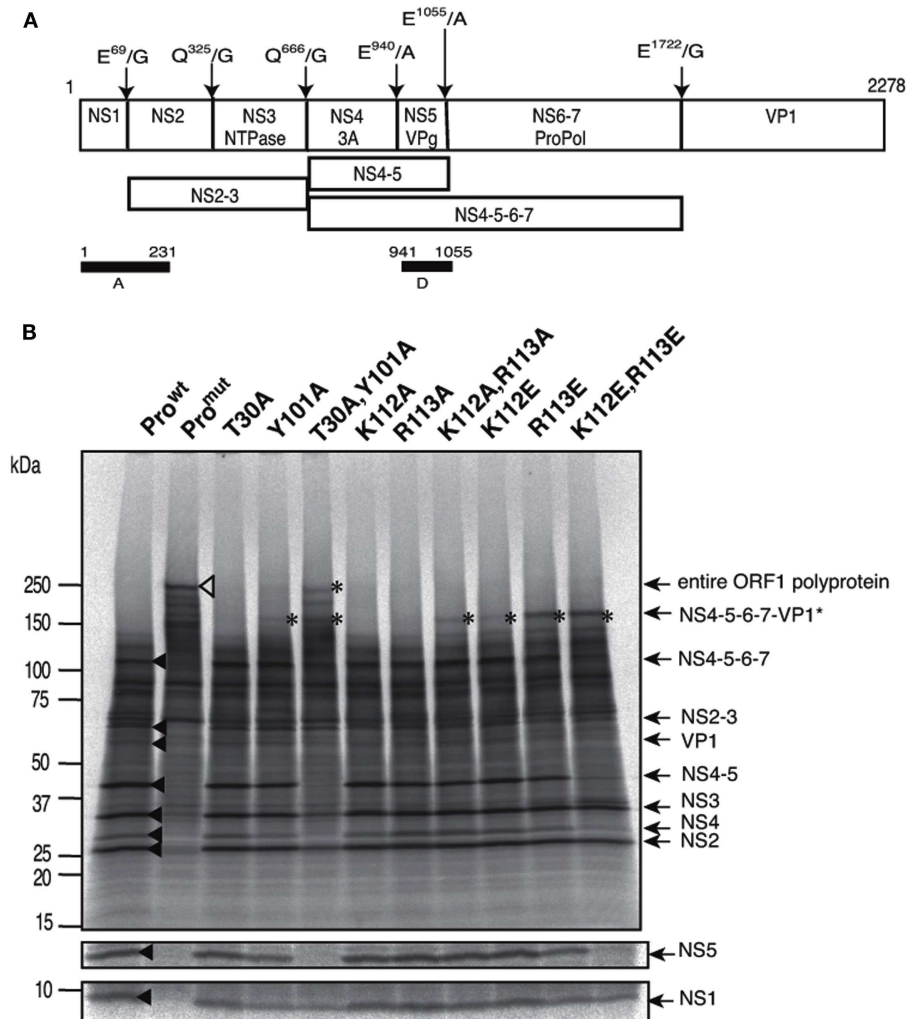 A
E1055/A
E69/G Q325/G Q666/G E940/A E1722/G
1 2278
NS1 NS2 NS3 NS4 NS5 NS6-7 VP1
NTPase 3A VPg ProPol
NS4-5
NS2-3
NS4-5-6-7
1 231 941 1055
A D
B
Prowt
Promut
T30A
Y101A
T30A,Y101A
K112A
R113A
K112A,R113A
K112E
R113E
K112E,R113E
kDa
250 * entire ORF1 polyprotein
150 * * * * * * NS4-5-6-7-VP1*
100 NS4-5-6-7
75
NS2-3
VP1
50
NS4-5
37 NS3
NS4
NS2
25
20
15
NS5
10 NS1